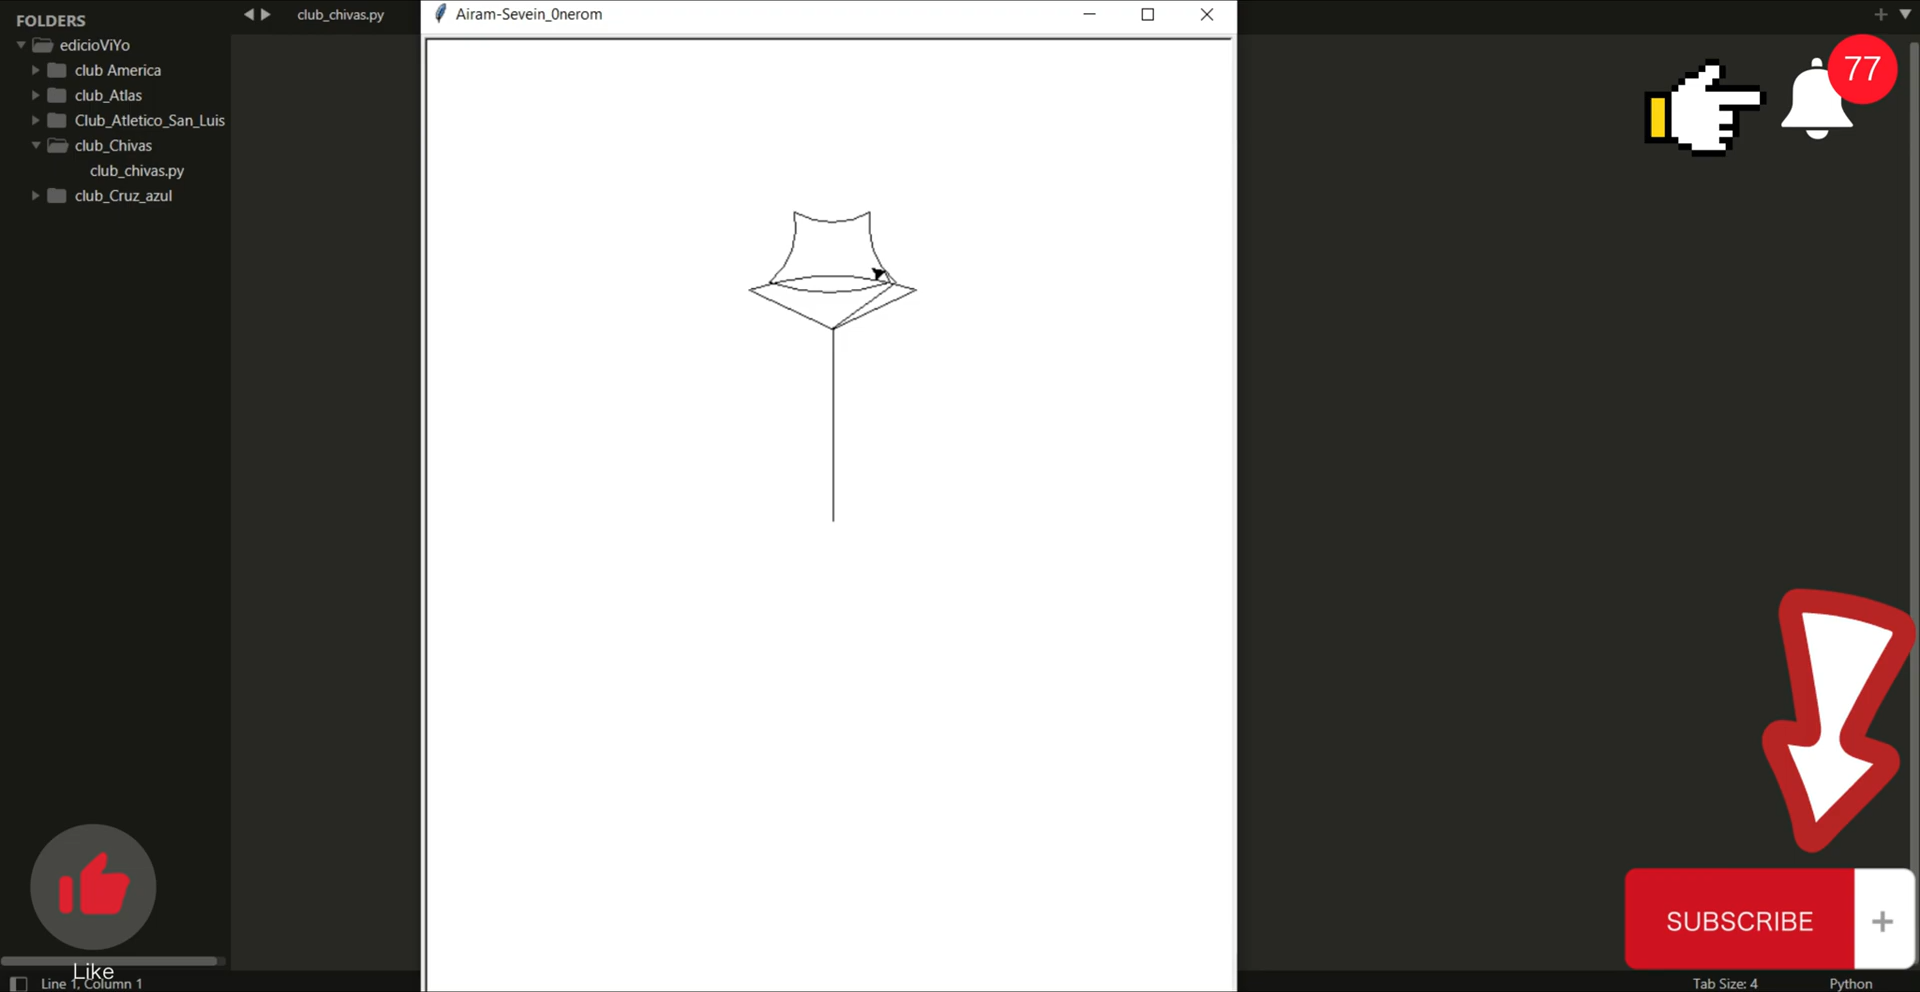 FOLDERS
edicioViYo
club America
club_Atlas
Club_Atletico_San_Luis
club_Chivas
club_chivas.py
club_Cruz_azul
club_chivas.py
Airam-Sevein_0nerom
77
SUBSCRIBE
Like
Line 1, Column 1
Tab Size: 4
Python